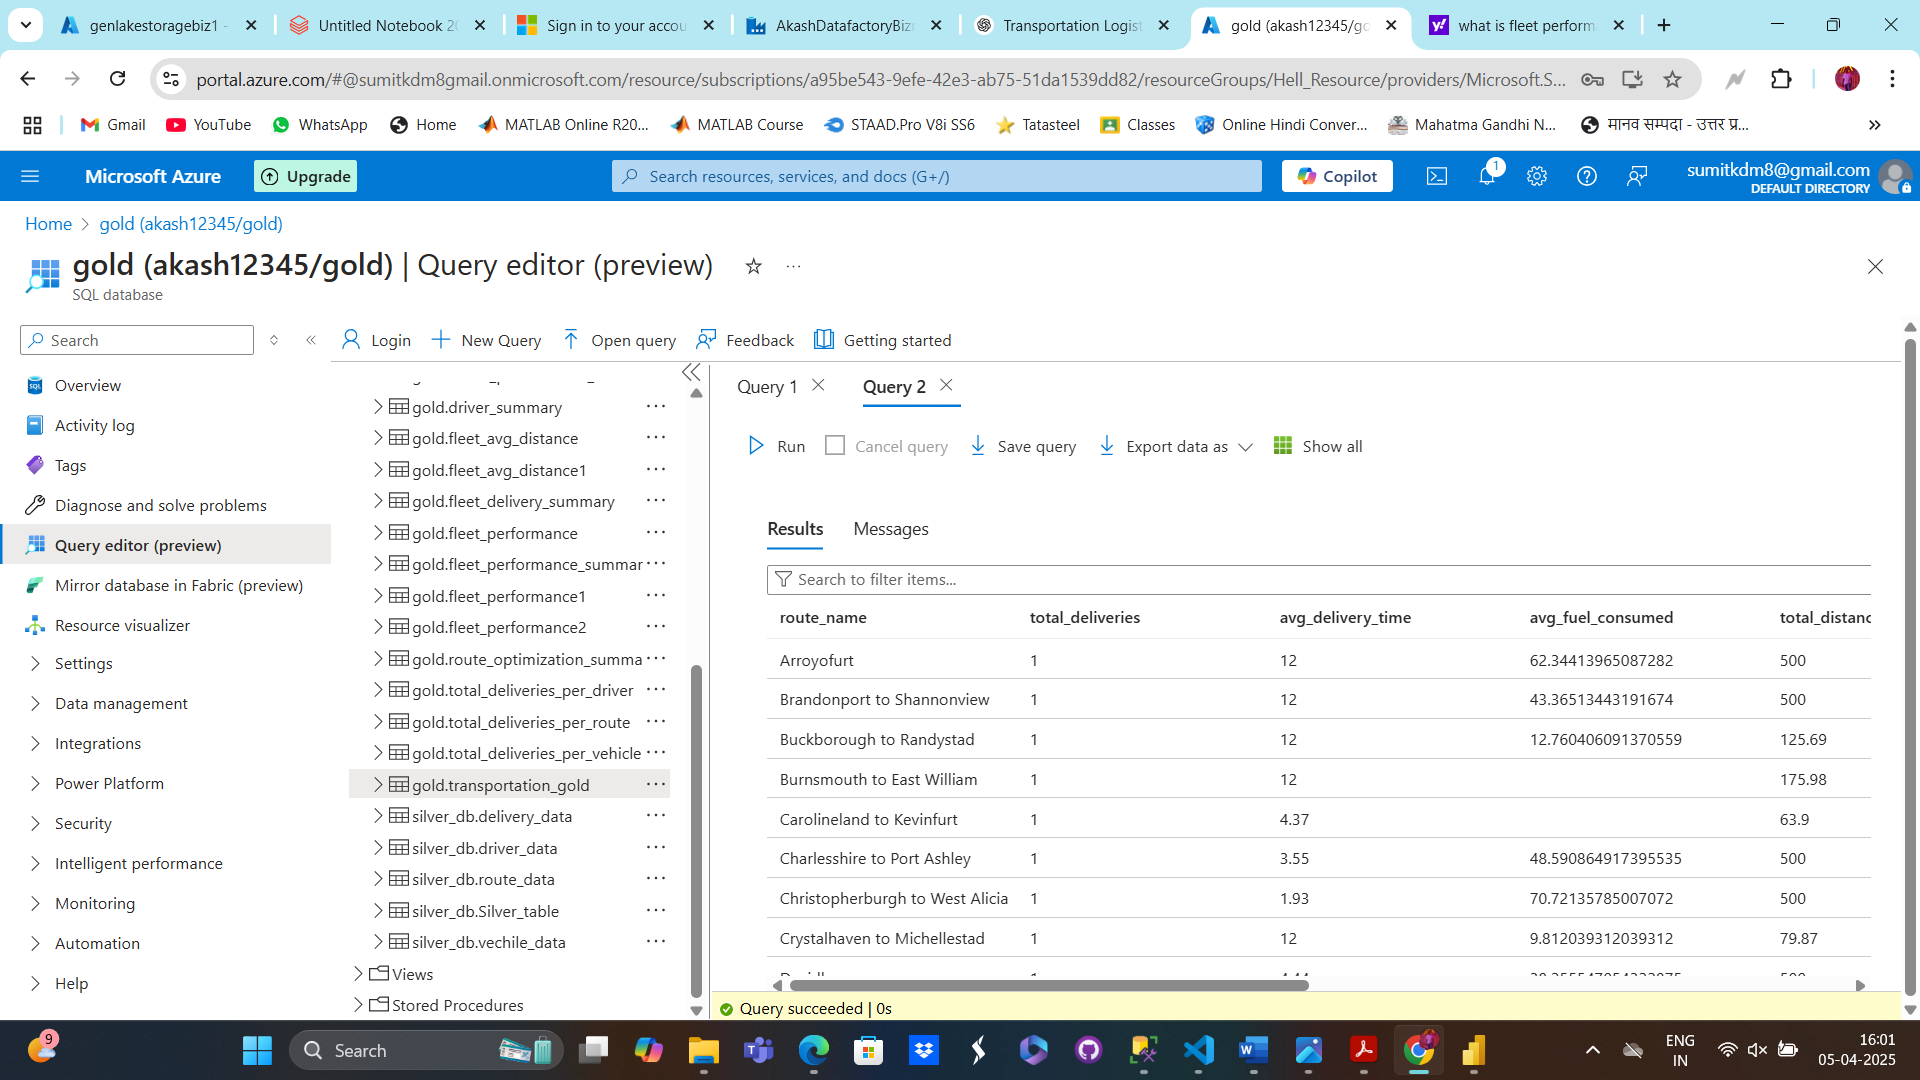 genlakestoragebiz1 -
Untitled Notebook 20
Sign in to your accou
AkashDatafactoryBizn
Transportation Logist
gold (akash12345/go
what is fleet perform
portal.azure.com/#@sumitkdm8gmail.onmicrosoft.com/resource/subscriptions/a95be543-9efe-42e3-ab75-51da1539dd82/resourceGroups/Hell_Resource/providers/Microsoft.S...
Gmail
YouTube
WhatsApp
Home
MATLAB Online R20...
MATLAB Course
STAAD.Pro V8i SS6
Tatasteel
Classes
Online Hindi Conver...
Mahatma Gandhi N...
मानव सम्पदा - उत्तर प्र...
Microsoft Azure
Upgrade
Search resources, services, and docs (G+/)
Copilot
1
sumitkdm8@gmail.com
DEFAULT DIRECTORY
Home > gold (akash12345/gold)
gold (akash12345/gold) | Query editor (preview)
SQL database
Search
Login
New Query
Open query
Feedback
Getting started
Overview
Activity log
Tags
Diagnose and solve problems
Query editor (preview)
Mirror database in Fabric (preview)
Resource visualizer
Settings
Data management
Integrations
Power Platform
Security
Intelligent performance
Monitoring
Automation
Help
gold.driver_summary
gold.fleet_avg_distance
gold.fleet_avg_distance1
gold.fleet_delivery_summary
gold.fleet_performance
gold.fleet_performance_summar
gold.fleet_performance1
gold.fleet_performance2
gold.route_optimization_summa
gold.total_deliveries_per_driver
gold.total_deliveries_per_route
gold.total_deliveries_per_vehicle
gold.transportation_gold
silver_db.delivery_data
silver_db.driver_data
silver_db.route_data
silver_db.Silver_table
silver_db.vechile_data
Views
Stored Procedures
Query 1
Query 2
Run
Cancel query
Save query
Export data as
Show all
Results
Messages
Search to filter items...
route_name total_deliveries avg_delivery_time avg_fuel_consumed total_distanc
Arroyofurt 1 12 62.34413965087282 500
Brandonport to Shannonview 1 12 43.36513443191674 500
Buckborough to Randystad 1 12 12.760406091370559 125.69
Burnsmouth to East William 1 12 175.98
Carolineland to Kevinfurt 1 4.37 63.9
Charlesshire to Port Ashley 1 3.55 48.590864917395535 500
Christopherburgh to West Alicia 1 1.93 70.72135785007072 500
Crystalhaven to Michellestad 1 12 9.812039312039312 79.87
Query succeeded | 0s
9
Search
ENG
IN
16:01
05-04-2025